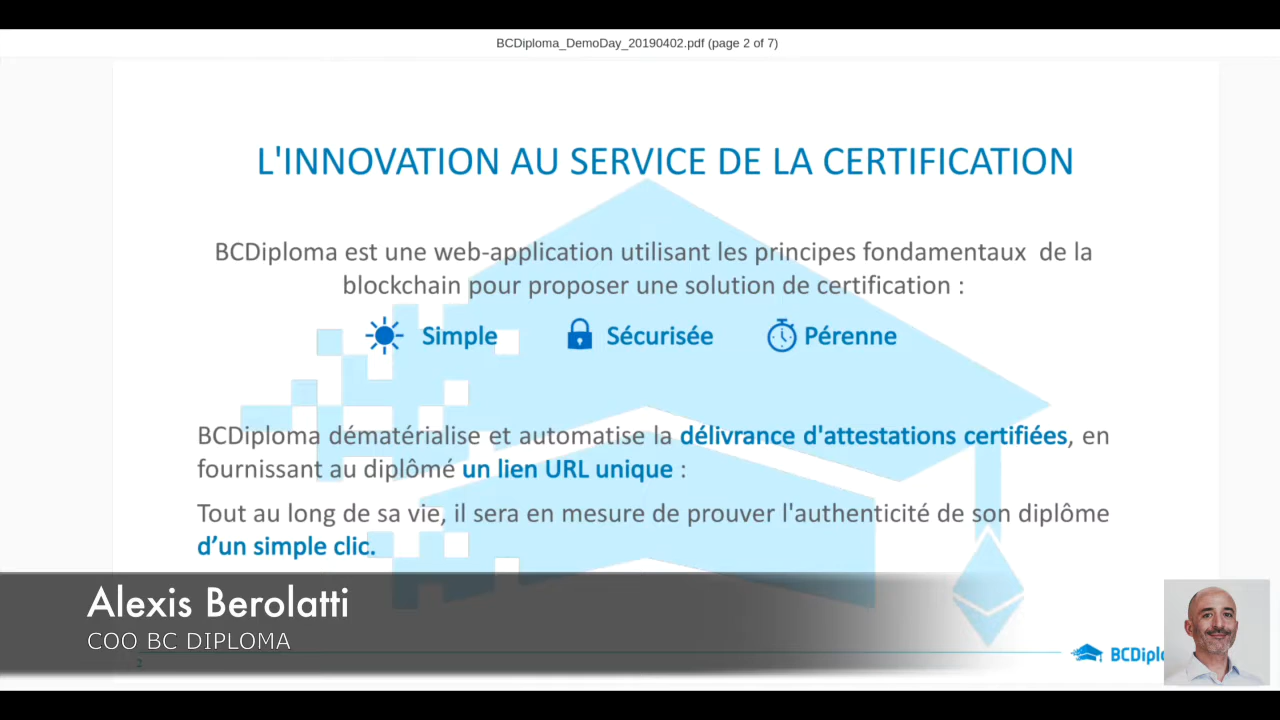 BCDiploma_DemoDay_20190402.pdf (page 2 of 7)
L'INNOVATION AU SERVICE DE LA CERTIFICATION
BCDiploma est une web-application utilisant les principes fondamentaux de la
blockchain pour proposer une solution de certification :
Simple Sécurisée Pérenne
BCDiploma dématérialise et automatise la délivrance d'attestations certifiées, en
fournissant au diplômé un lien URL unique :
Tout au long de sa vie, il sera en mesure de prouver l'authenticité de son diplôme
d’un simple clic.
Alexis Berolatti
COO BC DIPLOMA
2
BCDiplo